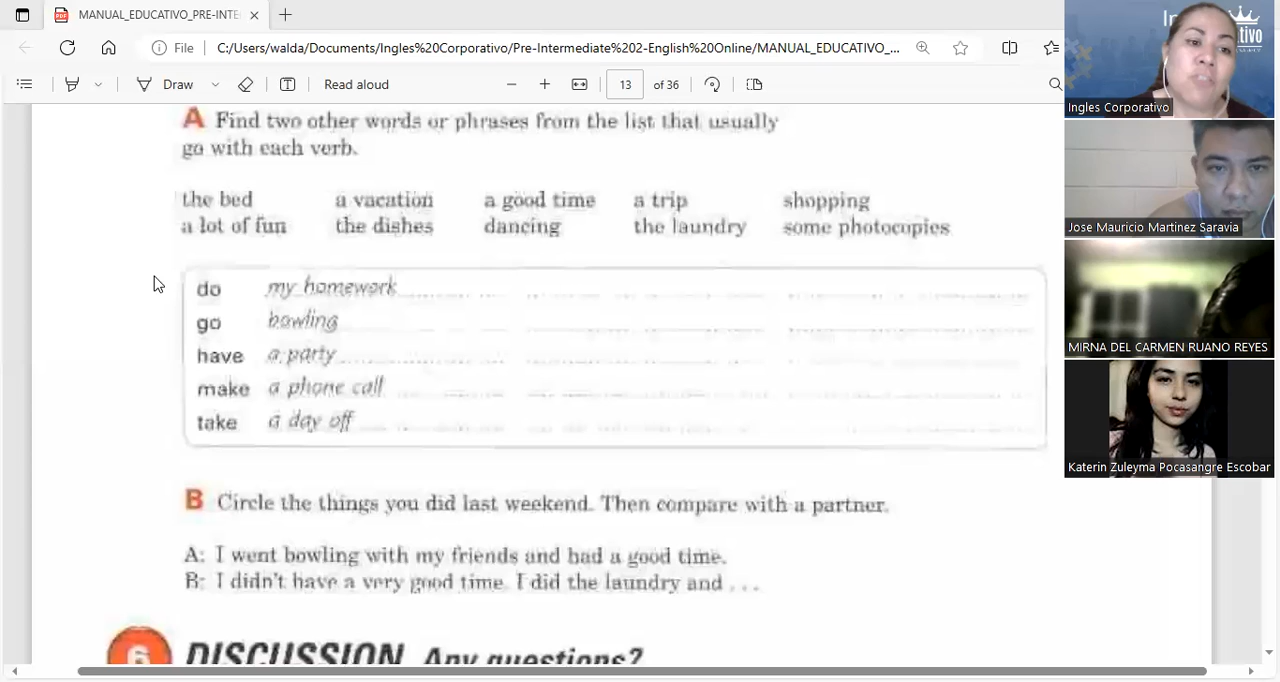 MANUAL_EDUCATIVO_PRE-INTE
File C:/Users/walda/Documents/Ingles%20Corporativo/Pre-Intermediate%202-English%20Online/MANUAL_EDUCATIVO_...
Draw Read aloud 13 of 36
A Find two other words or phrases from the list that usually
go with each verb.
the bed a vacation a good time a trip shopping
a lot of fun the dishes dancing the laundry some photocopies
do my homework
go bowling
have a party
make a phone call
take a day off
B Circle the things you did last weekend. Then compare with a partner.
A: I went bowling with my friends and had a good time.
B: I didn't have a very good time. I did the laundry and . . .
6 DISCUSSION Any questions?
Ingles Corporativo
Jose Mauricio Martinez Saravia
MIRNA DEL CARMEN RUANO REYES
Katerin Zuleyma Pocasangre Escobar